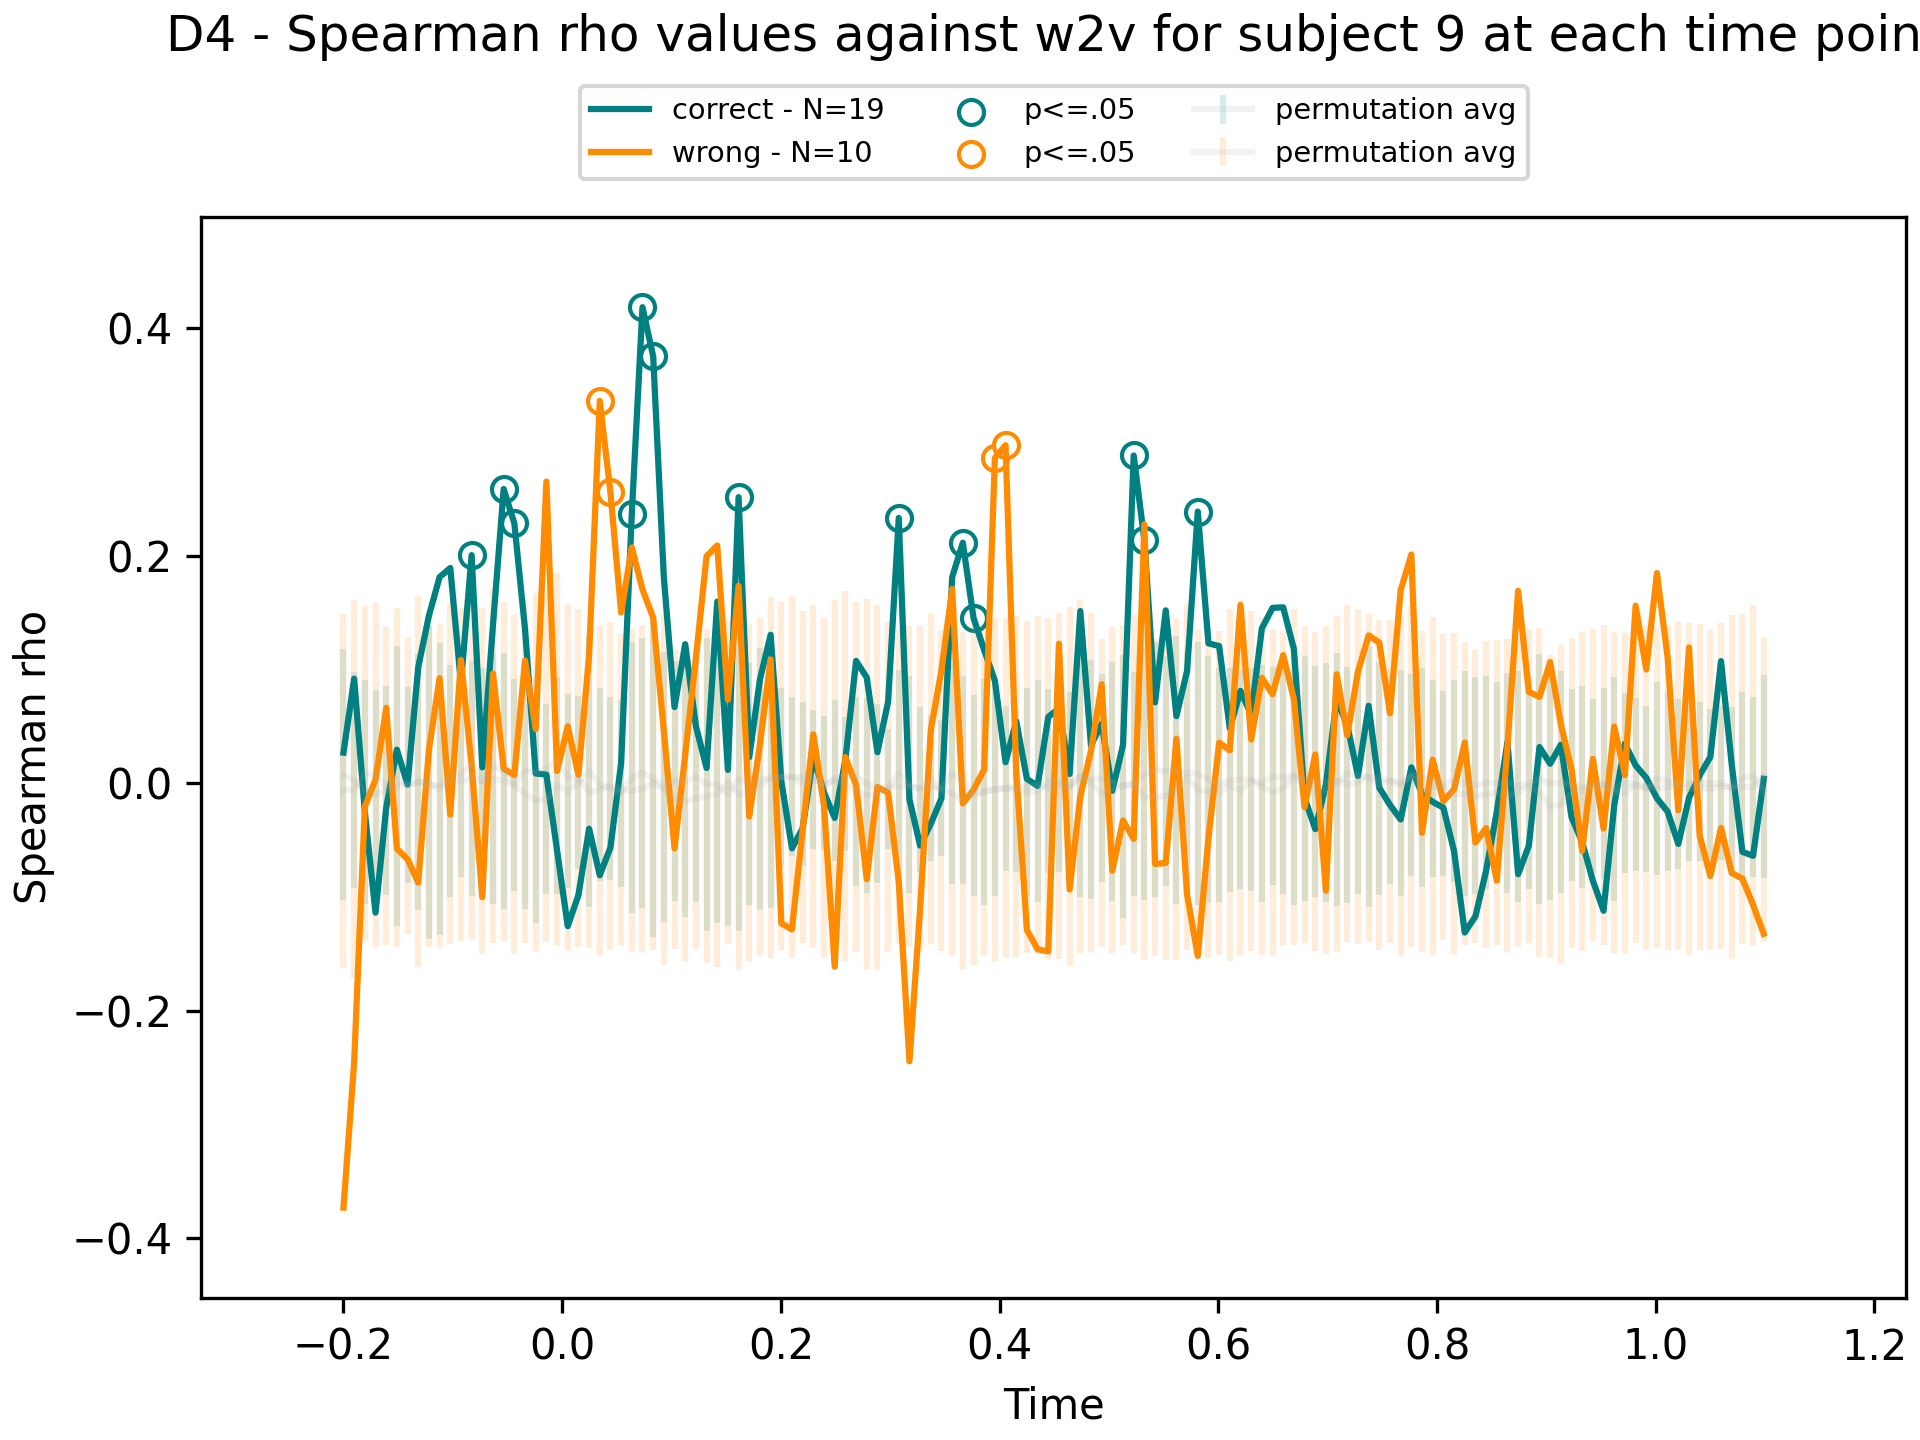 D4 - Spearman rho values against w2v for subject 9 at each time poin
correct - N=19
wrong - N=10
p<=.05
p<=.05
permutation avg
permutation avg
Spearman rho
0.4
0.2
0.0
−0.2
−0.4
−0.2 0.0 0.2 0.4 0.6 0.8 1.0 1.2
Time